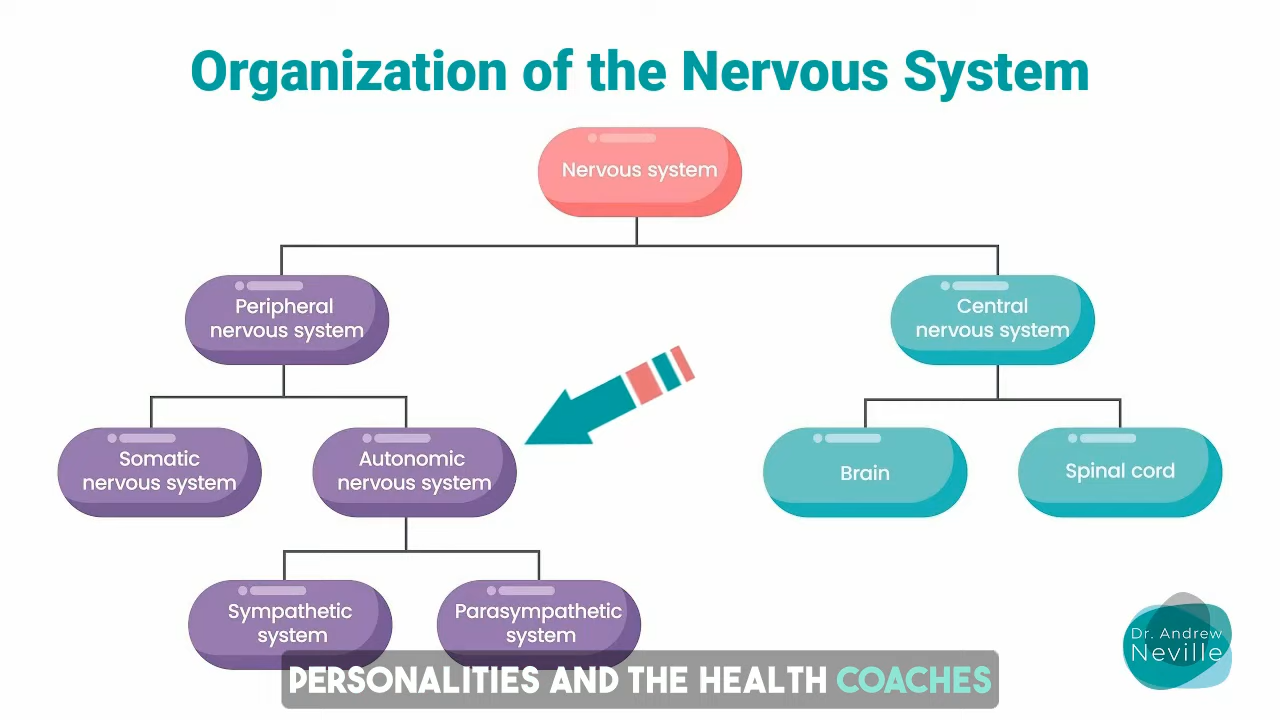 Organization of the Nervous System
Nervous system
Peripheral
nervous system
Central
nervous system
Somatic
nervous system
Autonomic
nervous system
Brain
Spinal cord
Sympathetic
system
Parasympathetic
system
Dr. Andrew
Neville
PERSONALITIES AND THE HEALTH COACHES